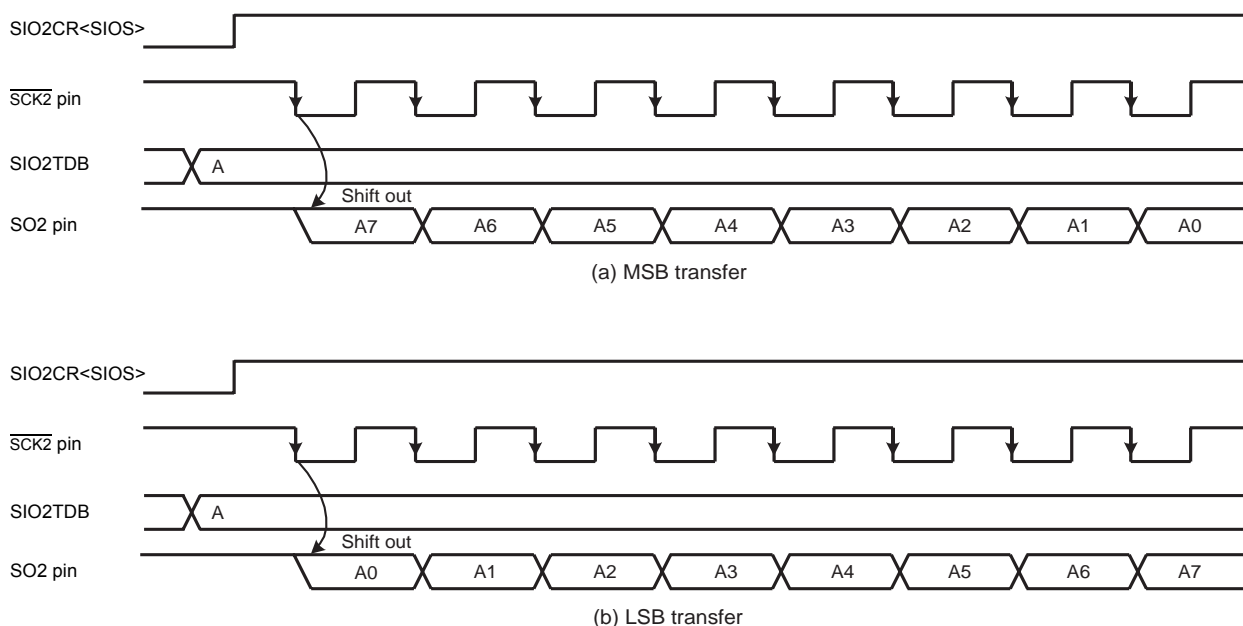 SIO2CR<SIOS>
SCK2 pin
SIO2TDB
A
Shift out
SO2 pin
A7 A6 A5 A4 A3 A2 A1 A0
(a) MSB transfer
SIO2CR<SIOS>
SCK2 pin
SIO2TDB
A
Shift out
SO2 pin
A0 A1 A2 A3 A4 A5 A6 A7
(b) LSB transfer